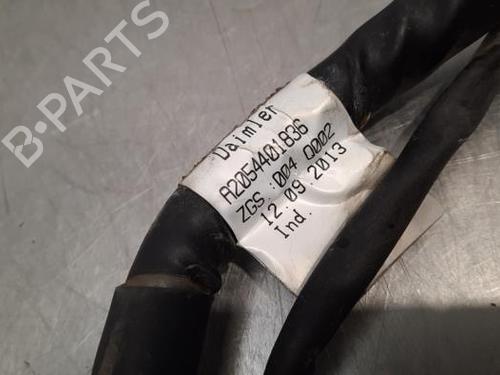 B-PARTS
Daimler
A2054401836
ZGS :004 Q002
12.09.2013
Ind.